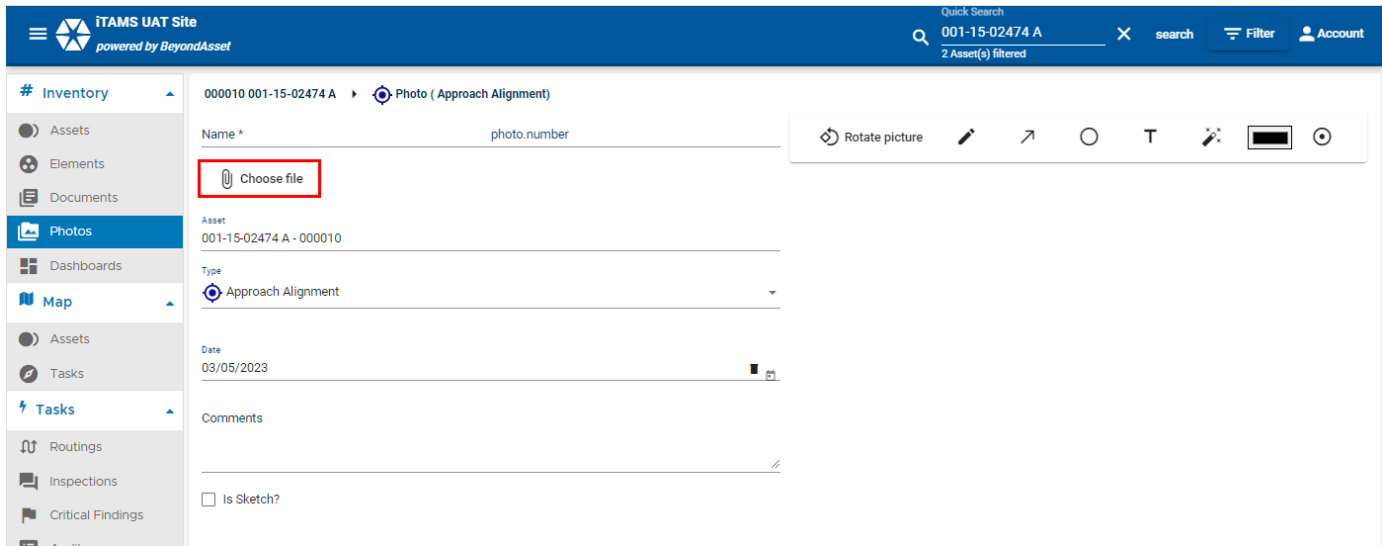 iTAMS UAT Site
powered by BeyondAsset
Quick Search
001-15-02474 A
2 Asset(s) filtered
search
Filter
Account
# Inventory
Assets
Elements
Documents
Photos
Dashboards
Map
Assets
Tasks
Tasks
Routings
Inspections
Critical Findings
000010 001-15-02474 A
Photo ( Approach Alignment)
Name *
photo.number
Choose file
Asset
001-15-02474 A - 000010
Type
Approach Alignment
Date
03/05/2023
Comments
Is Sketch?
Rotate picture
T